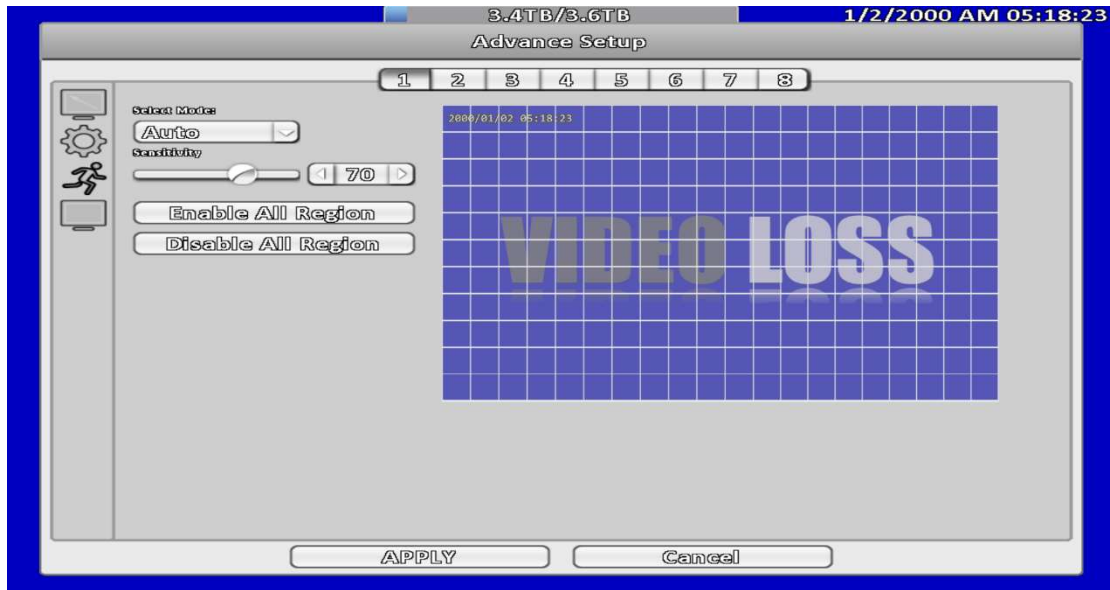 3.4TB/3.6TB 1/2/2000 AM 05:18:23
Advance Setup
1 2 3 4 5 6 7 8
Select Mode:
Auto
Sensitivity
70
Enable All Region
Disable All Region
2000/01/02 05:18:23
VIDEO LOSS
APPLY Cancel